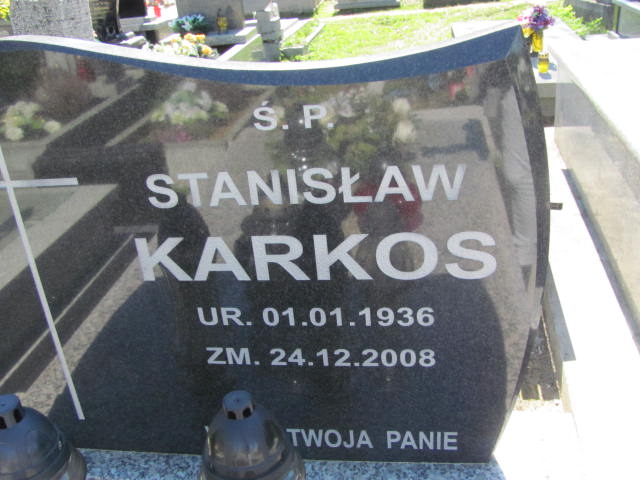 Ś. P.
STANISŁAW
KARKOS
UR. 01.01.1936
ZM. 24.12.2008
TWOJA PANIE